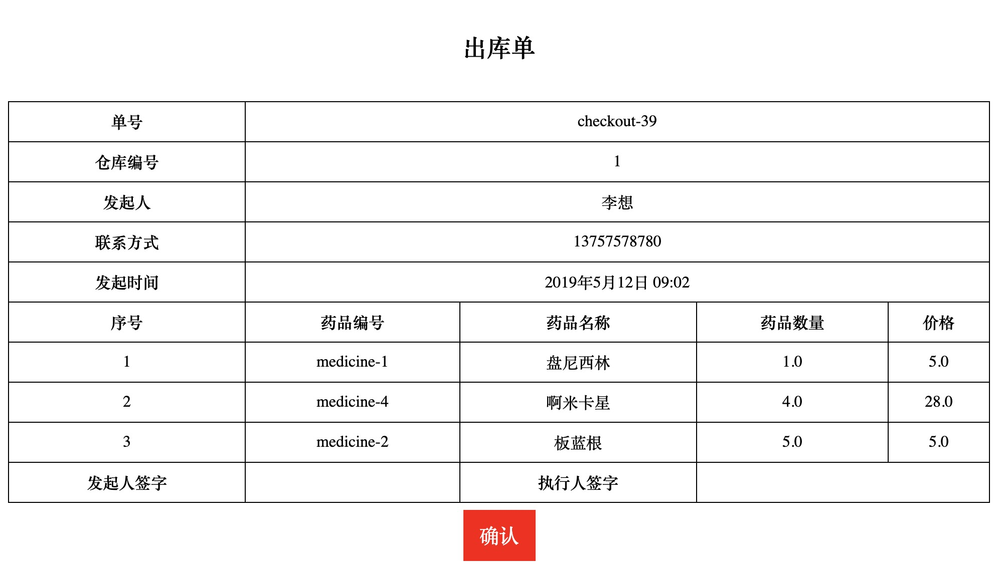 出库单
单号 checkout-39
仓库编号 1
发起人 李想
联系方式 13757578780
发起时间 2019年5月12日 09:02
序号 药品编号 药品名称 药品数量 价格
1 medicine-1 盘尼西林 1.0 5.0
2 medicine-4 啊米卡星 4.0 28.0
3 medicine-2 板蓝根 5.0 5.0
发起人签字 执行人签字
确认